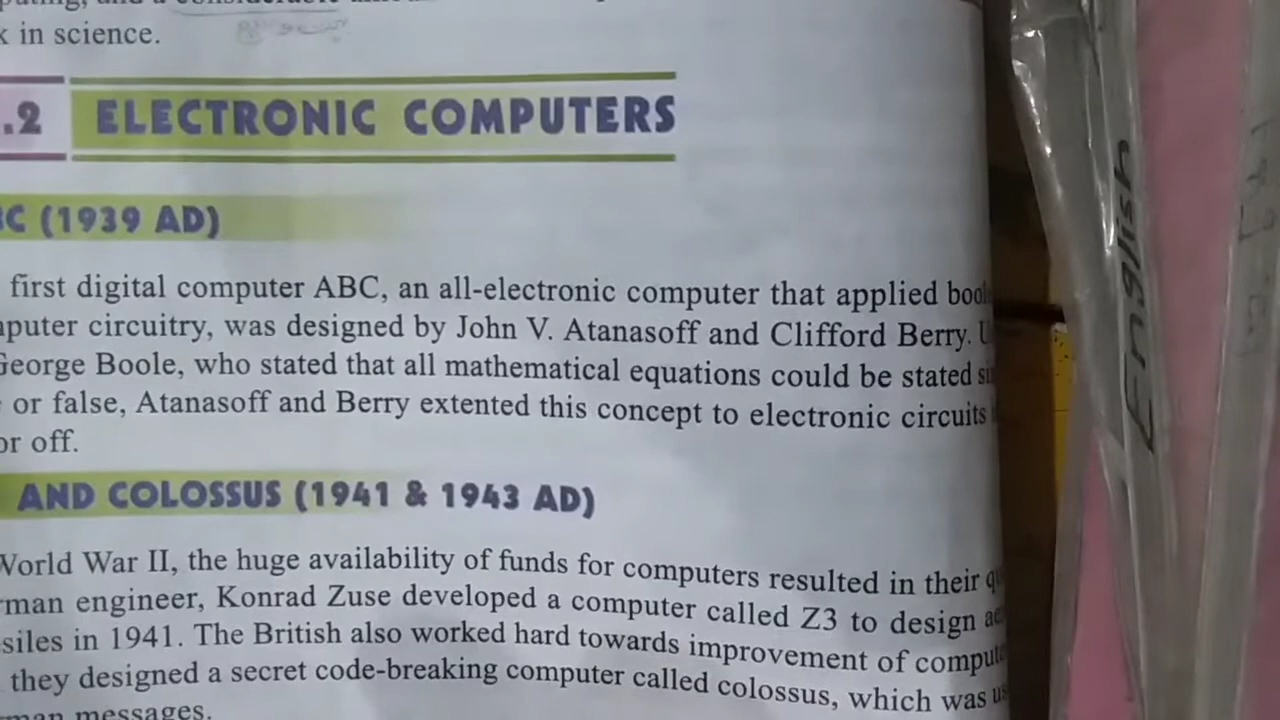 k in science.
.2 ELECTRONIC COMPUTERS
(1939 AD)
first digital computer ABC, an all-electronic computer that applied
circuitry, was designed by John V. Atanasoff and Clifford Berry.
George Boole, who stated that all mathematical equations could be stated
or false, Atanasoff and Berry extented this concept to electronic circuits
or off.
AND COLOSSUS (1941 & 1943 AD)
World War II, the huge availability of funds for computers resulted in their
engineer, Konrad Zuse developed a computer called Z3 to design
in 1941. The British also worked hard towards improvement of
they designed a secret code-breaking computer called colossus, which was
messages.
English